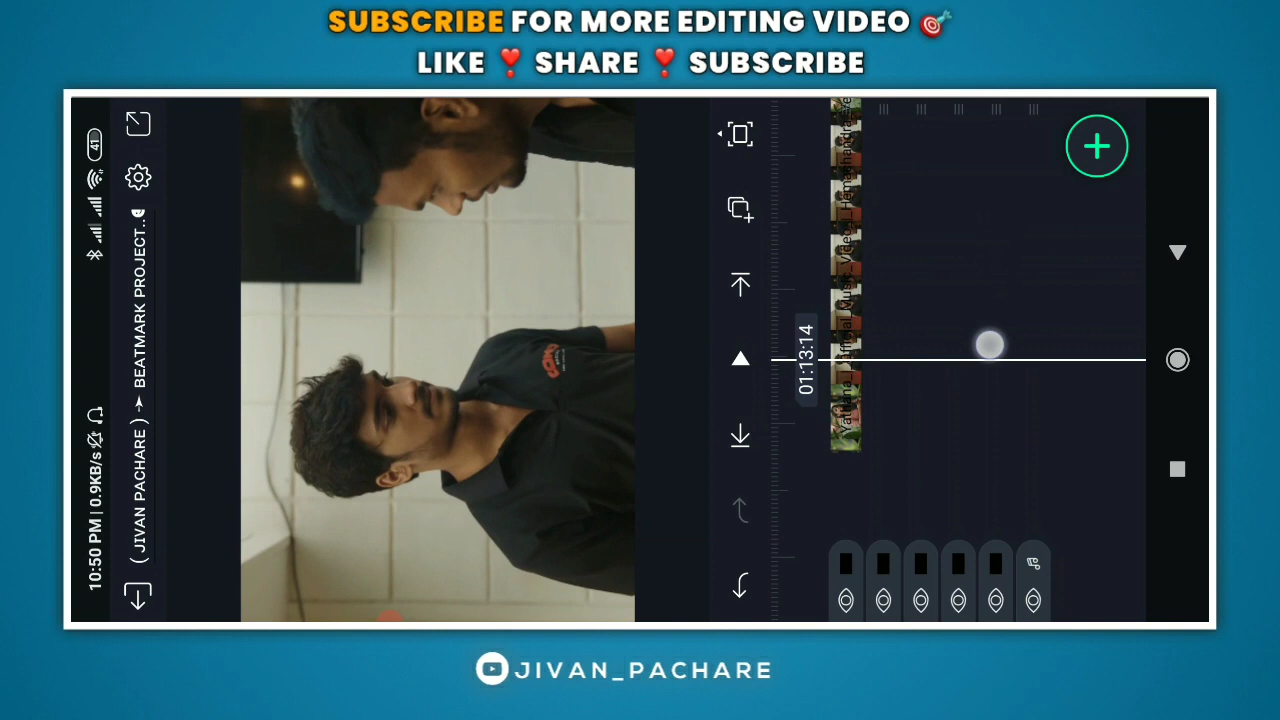 SUBSCRIBE FOR MORE EDITING VIDEO 🎯
LIKE ❣️ SHARE ❣️ SUBSCRIBE
10:50 PM | 0.9KB/s
41
( JIVAN PACHARE ) ➛ BEATMARK PROJECT..
01:13:14
JIVAN_PACHARE